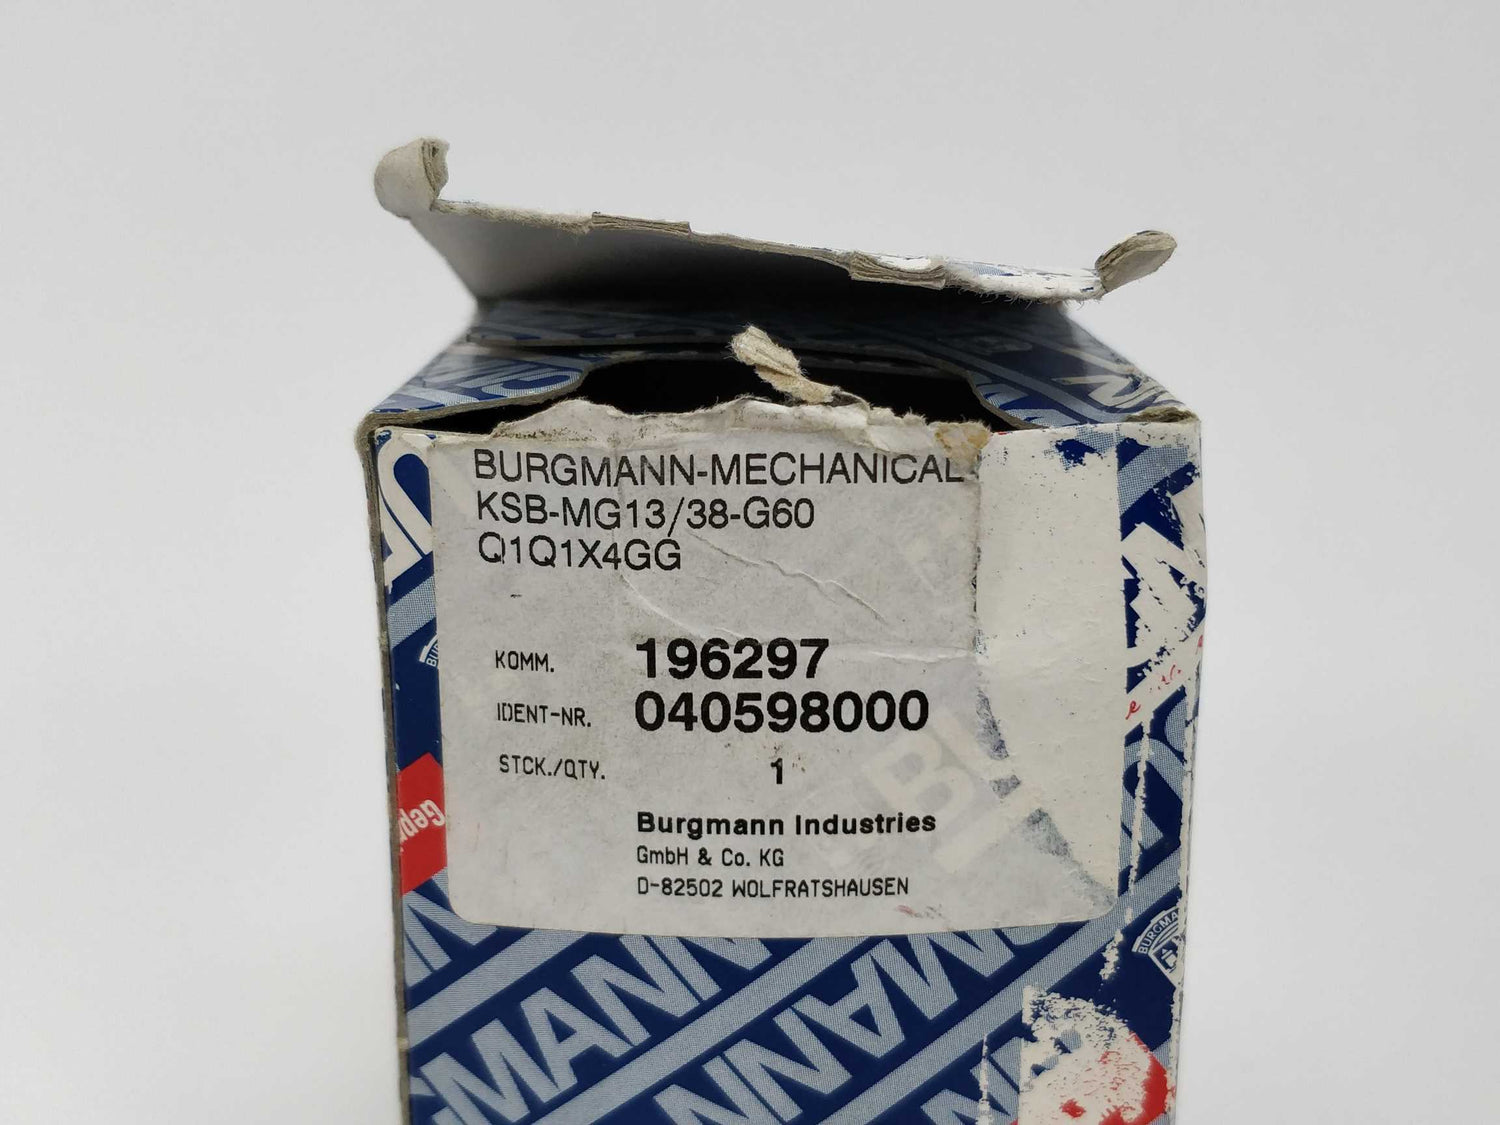 BURGMANN-MECHANICAL
KSB-MG13/38-G60
Q1Q1X4GG
KOMM. 196297
IDENT-NR. 040598000
STCK./QTY. 1
Burgmann Industries
GmbH & Co. KG
D-82502 WOLFRATSHAUSEN